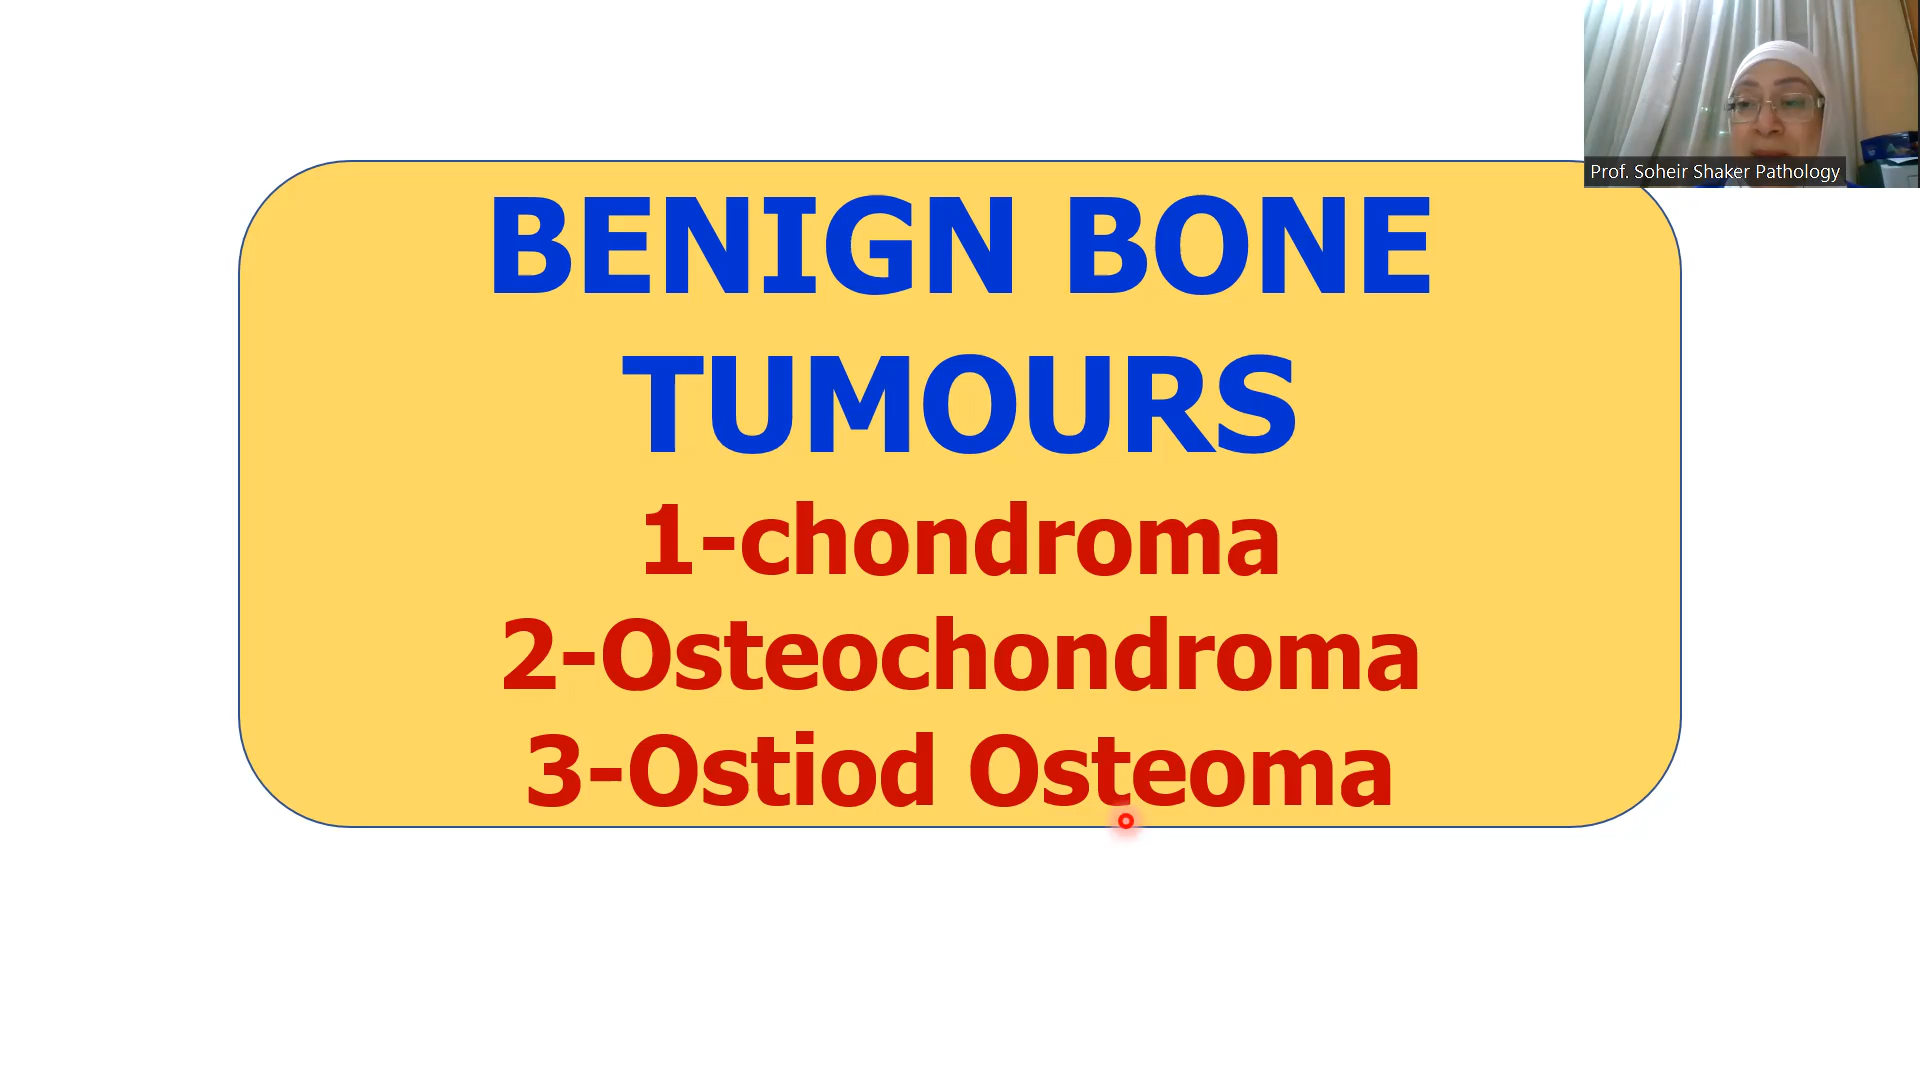 Prof. Soheir Shaker Pathology
BENIGN BONE
TUMOURS
1-chondroma
2-Osteochondroma
3-Ostiod Osteoma